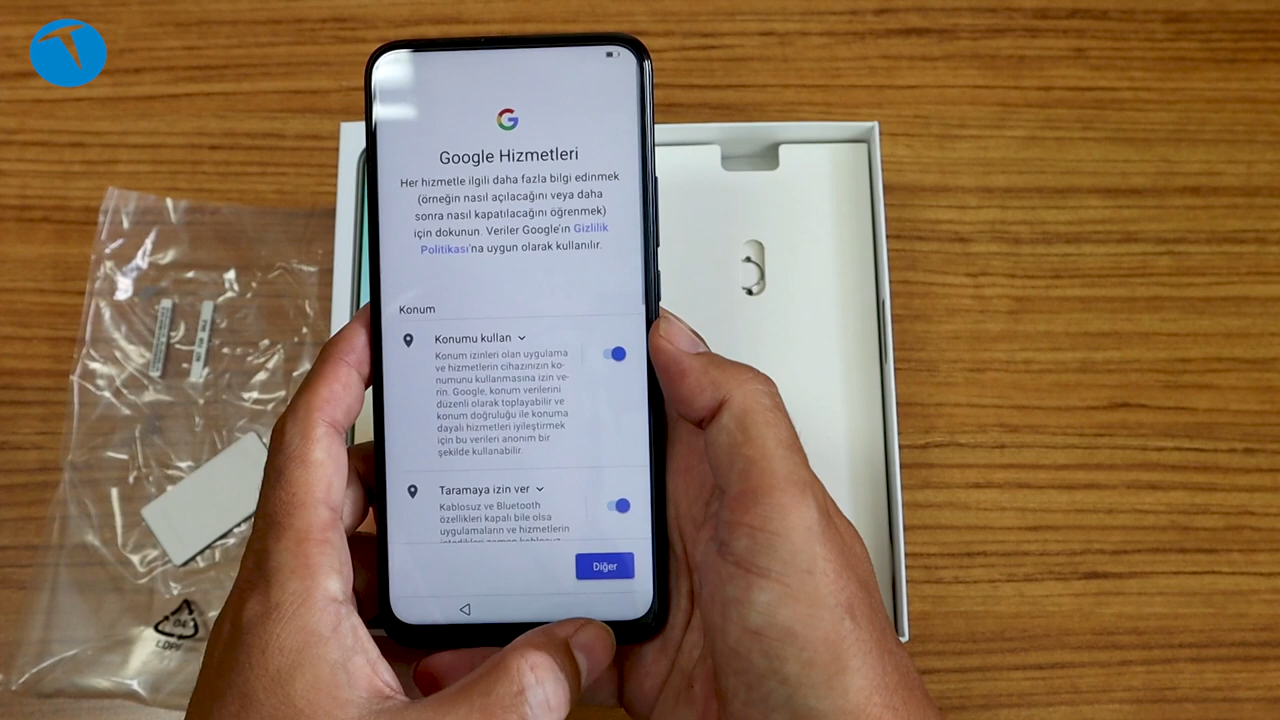 Google Hizmetleri
Her hizmetle ilgili daha fazla bilgi edinmek
(örneğin nasıl açılacağını veya daha
sonra nasıl kapatılacağını öğrenmek)
için dokunun. Veriler Google'ın Gizlilik
Politikası'na uygun olarak kullanılır.
Konum
Konumu kullan
Konum izinleri olan uygulama
ve hizmetlerin cihazınızın ko-
numunu kullanmasına izin ve-
rin. Google, konum verilerini
düzenli olarak toplayabilir ve
konum doğruluğu ile konuma
dayalı hizmetleri iyileştirmek
için bu verileri anonim bir
şekilde kullanabilir.
Taramaya izin ver
Kablosuz ve Bluetooth
özellikleri kapalı bile olsa
uygulamaların ve hizmetlerin
Diğer
04
LDPE